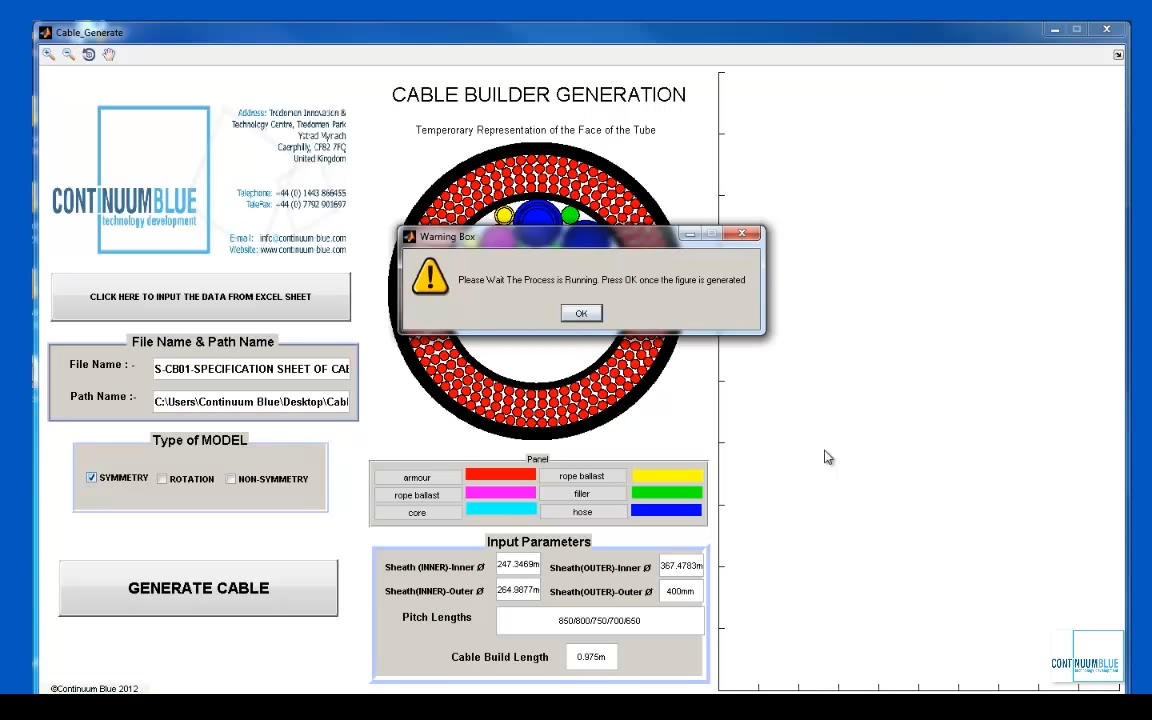 Cable_Generate
CABLE BUILDER GENERATION
Temperorary Representation of the Face of the Tube
Address: Tredomen Innovation &
Technology Centre, Tredomen Park
Ystrad Mynach
Caerphilly, CF82 7FQ
United Kingdom
Telephone: +44 (0) 1443 866455
TeleFax: +44 (0) 7792 901697
E-mail: info@continuum-blue.com
Website: www.continuum-blue.com
CONTINUUMBLUE
technology development
CLICK HERE TO INPUT THE DATA FROM EXCEL SHEET
File Name & Path Name
File Name : -
S-CB01-SPECIFICATION SHEET OF CAB
Path Name :-
C:\Users\Continuum Blue\Desktop\Cabl
Type of MODEL
SYMMETRY
ROTATION
NON-SYMMETRY
GENERATE CABLE
©Continuum Blue 2012
Warning Box
Please Wait The Process is Running. Press OK once the figure is generated
OK
Panel
armour
rope ballast
rope ballast
filler
core
hose
Input Parameters
Sheath (INNER)-Inner Ø
247.3469m
Sheath(OUTER)-Inner Ø
367.4783m
Sheath(INNER)-Outer Ø
264.9877m
Sheath(OUTER)-Outer Ø
400mm
Pitch Lengths
850/800/750/700/650
Cable Build Length
0.975m
CONTINUUMBLUE